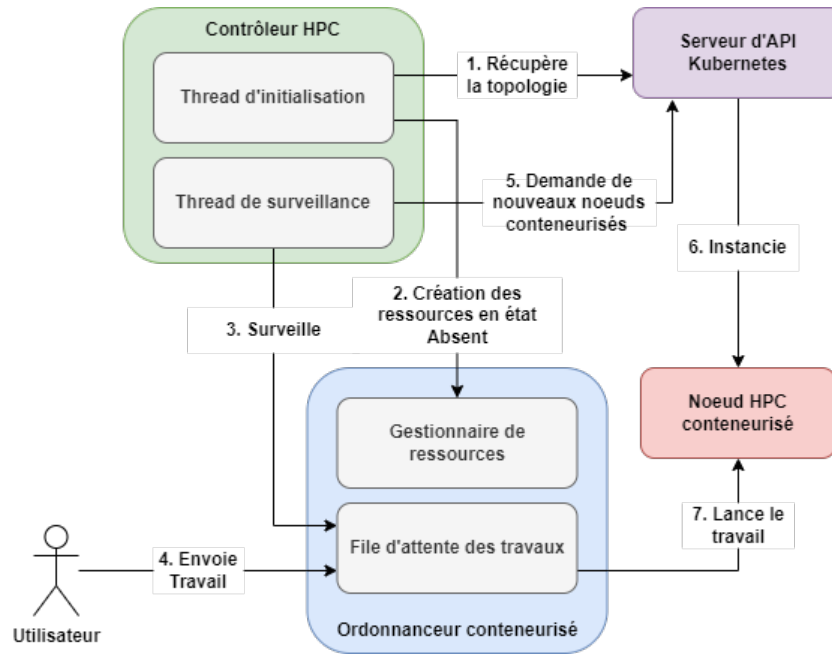 Contrôleur HPC
Thread d'initialisation
Thread de surveillance
1. Récupère
la topologie
Serveur d'API
Kubernetes
5. Demande de
nouveaux noeuds
conteneurisés
6. Instancie
2. Création des
ressources en état
Absent
3. Surveille
Noeud HPC
conteneurisé
Gestionnaire de
ressources
File d'attente des travaux
7. Lance le
travail
4. Envoie
Travail
Utilisateur
Ordonnanceur conteneurisé